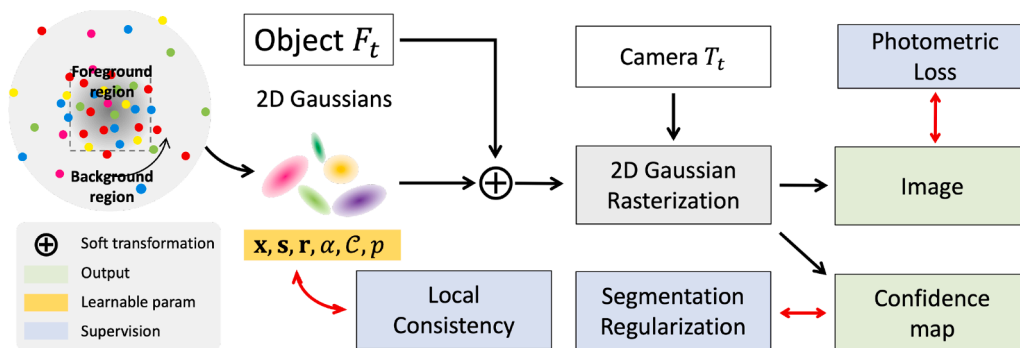 Foreground
region
Background
region
Object F_t
2D Gaussians
x, s, r, α, 𝒞, p
Camera T_t
2D Gaussian
Rasterization
Photometric
Loss
Image
Local
Consistency
Segmentation
Regularization
Confidence
map
Soft transformation
Output
Learnable param
Supervision